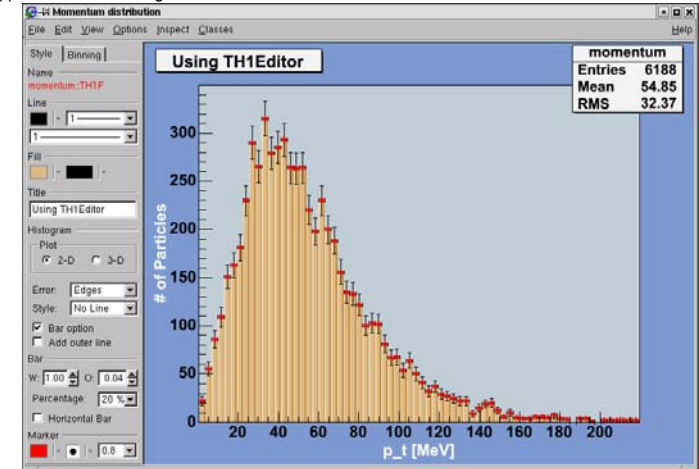 Momentum distribution
File Edit View Options Inspect Classes Help
Style Binning
Name
momentum::TH1F
Line
1
1
Fill
Title
Using TH1Editor
Histogram
Plot
2-D 3-D
Error: Edges
Style: No Line
Bar option
Add outer line
Bar
W: 1.00 O: 0.04
Percentage: 20 %
Horizontal Bar
Marker
0.8
Using TH1Editor
momentum
Entries 6188
Mean 54.85
RMS 32.37
# of Particles
300
250
200
150
100
50
0
20 40 60 80 100 120 140 160 180 200
p_t [MeV]